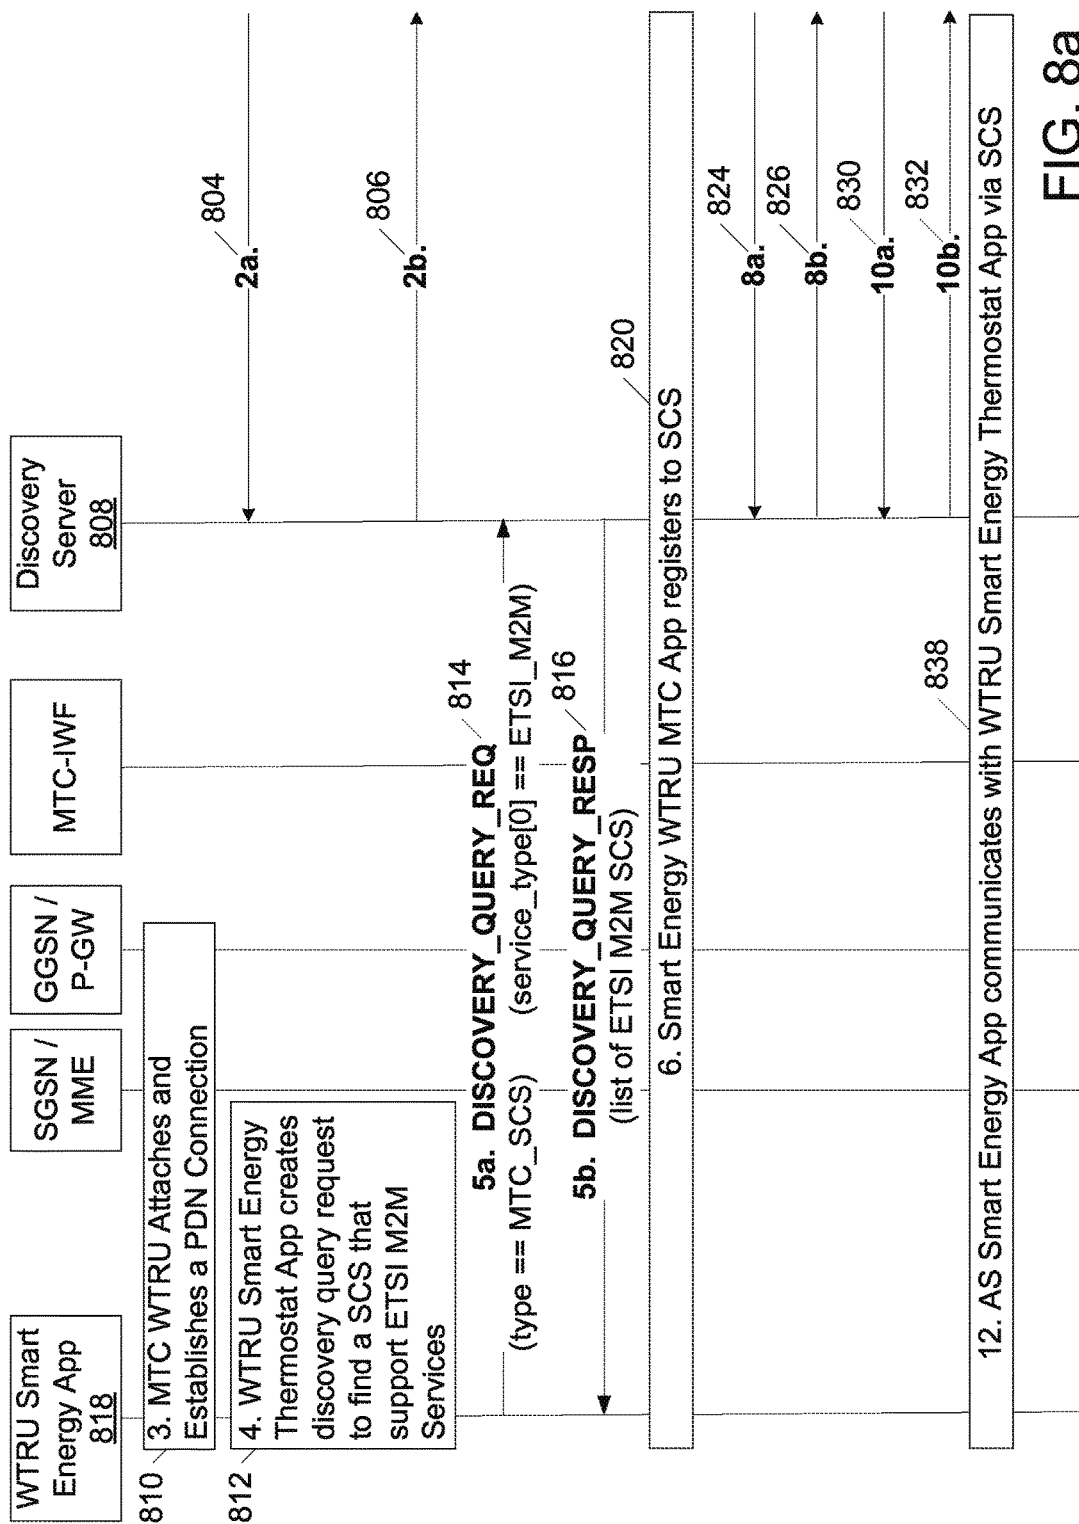 WTRU Smart
Energy App
818
SGSN /
MME
GGSN /
P-GW
MTC-IWF
Discovery
Server
808
804
2a.
806
2b.
810
3. MTC WTRU Attaches and
Establishes a PDN Connection
812
4. WTRU Smart Energy
Thermostat App creates
discovery query request
to find a SCS that
support ETSI M2M
Services
5a. DISCOVERY_QUERY_REQ
814
(type == MTC_SCS) (service_type[0] == ETSI_M2M)
5b. DISCOVERY_QUERY_RESP
816
(list of ETSI M2M SCS)
820
6. Smart Energy WTRU MTC App registers to SCS
824
8a.
826
8b.
830
10a.
832
10b.
838
12. AS Smart Energy App communicates with WTRU Smart Energy Thermostat App via SCS
FIG. 8a